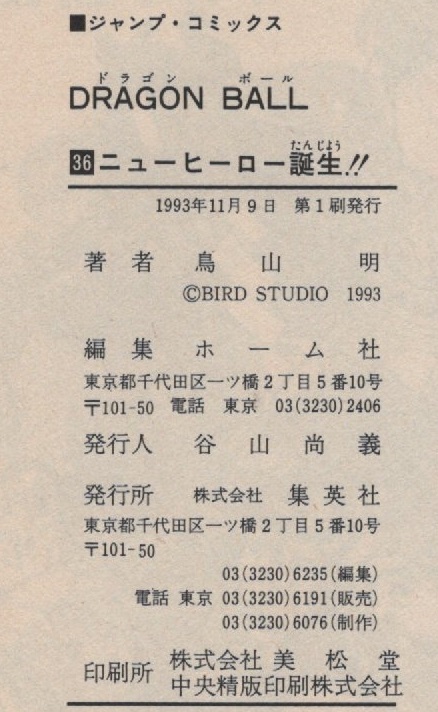 ■ジャンプ・コミックス
ドラゴン ボール
DRAGON BALL
たんじょう
36 ニューヒーロー誕生!!
1993年11月9日 第1刷発行
著者 鳥山明
©BIRD STUDIO 1993
編集 ホーム社
東京都千代田区一ツ橋2丁目5番10号
〒101-50 電話 東京 03(3230)2406
発行人 谷山尚義
発行所 株式会社 集英社
東京都千代田区一ツ橋2丁目5番10号
〒101-50
03(3230)6235(編集)
電話 東京 03(3230)6191(販売)
03(3230)6076(制作)
印刷所 株式会社 美松堂
中央精版印刷株式会社